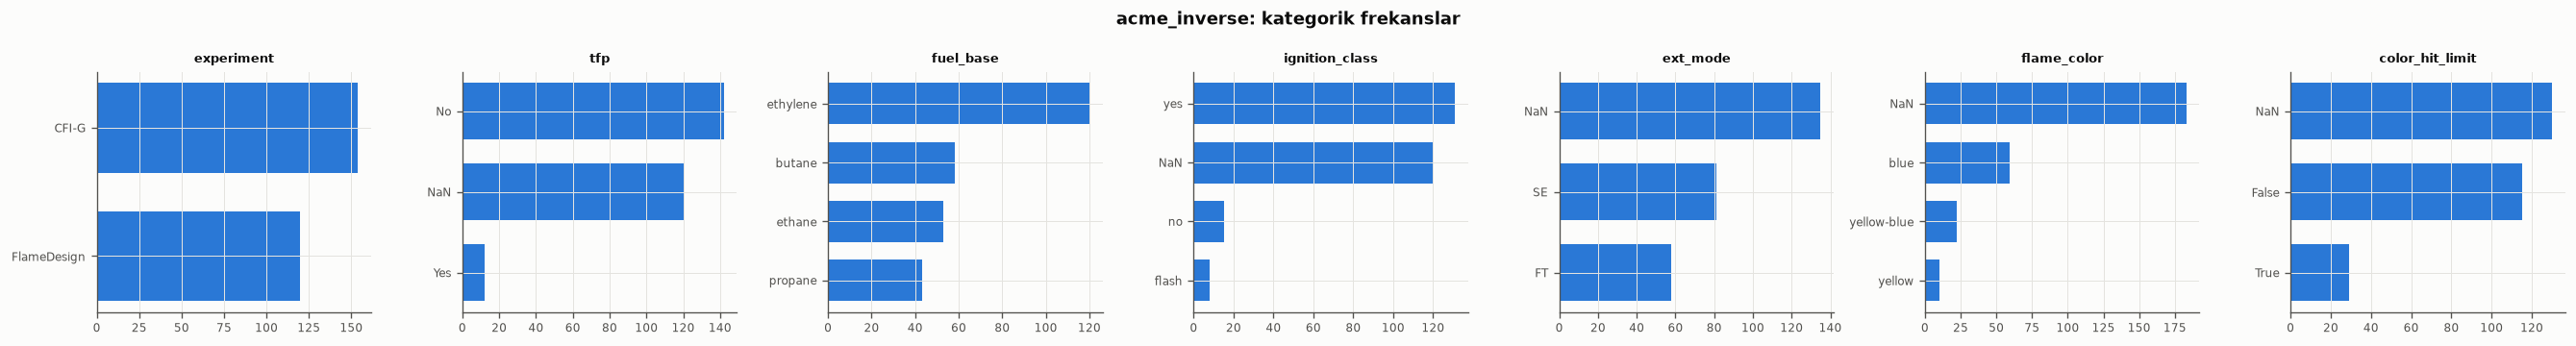 acme_inverse: kategorik frekanslar
experiment
CFI-G
FlameDesign
0 25 50 75 100 125 150
tfp
No
NaN
Yes
0 20 40 60 80 100 120 140
fuel_base
ethylene
butane
ethane
propane
0 20 40 60 80 100 120
ignition_class
yes
NaN
no
flash
0 20 40 60 80 100 120
ext_mode
NaN
SE
FT
0 20 40 60 80 100 120 140
flame_color
NaN
blue
yellow-blue
yellow
0 25 50 75 100 125 150 175
color_hit_limit
NaN
False
True
0 20 40 60 80 100 120